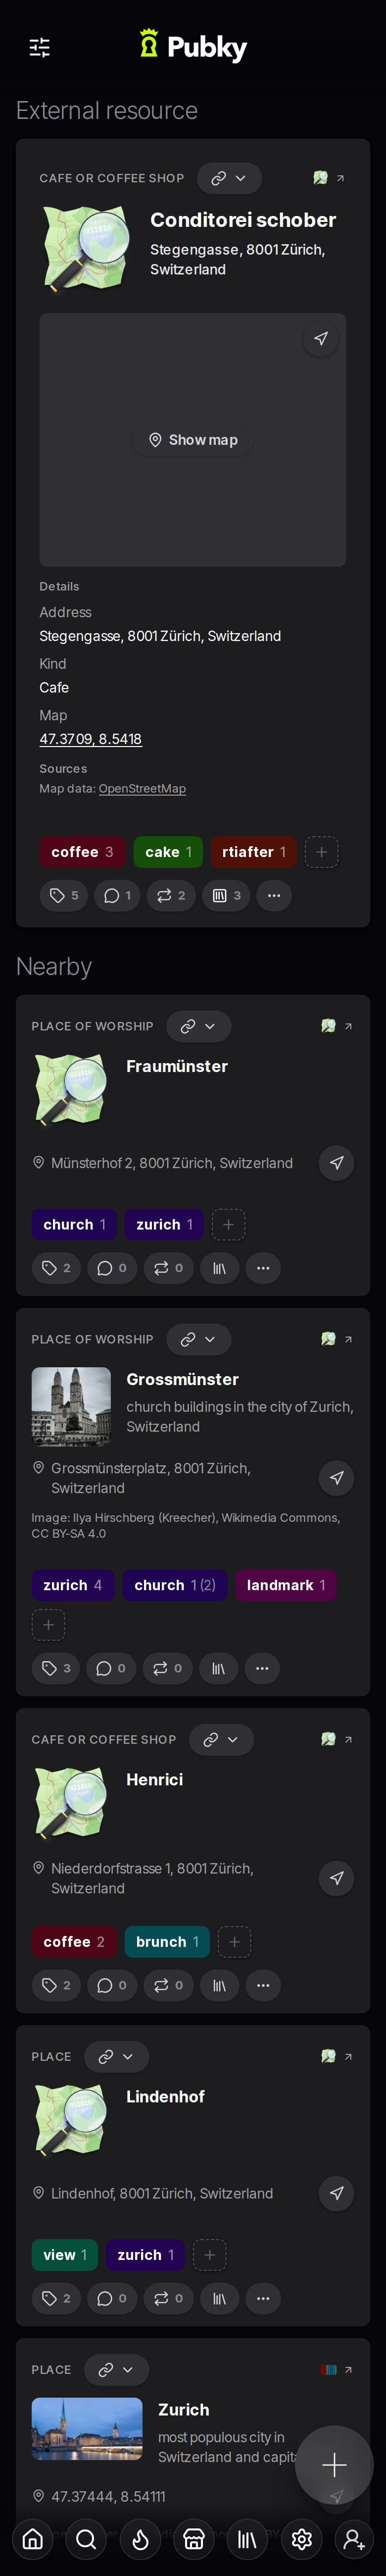 Pubky
External resource
CAFE OR COFFEE SHOP
Conditorei schober
Stegengasse, 8001 Zürich,
Switzerland
Show map
Details
Address
Stegengasse, 8001 Zürich, Switzerland
Kind
Cafe
Map
47.3709, 8.5418
Sources
Map data: OpenStreetMap
coffee 3 cake 1 rtiafter 1
5 1 2 3
Nearby
PLACE OF WORSHIP
Fraumünster
Münsterhof 2, 8001 Zürich, Switzerland
church 1 zurich 1
2 0 0
PLACE OF WORSHIP
Grossmünster
church buildings in the city of Zurich,
Switzerland
Grossmünsterplatz, 8001 Zürich,
Switzerland
Image: Ilya Hirschberg (Kreecher), Wikimedia Commons,
CC BY-SA 4.0
zurich 4 church 1 (2) landmark 1
3 0 0
CAFE OR COFFEE SHOP
Henrici
Niederdorfstrasse 1, 8001 Zürich,
Switzerland
coffee 2 brunch 1
2 0 0
PLACE
Lindenhof
Lindenhof, 8001 Zürich, Switzerland
view 1 zurich 1
2 0 0
PLACE
Zurich
most populous city in
Switzerland and capita
47.37444, 8.54111